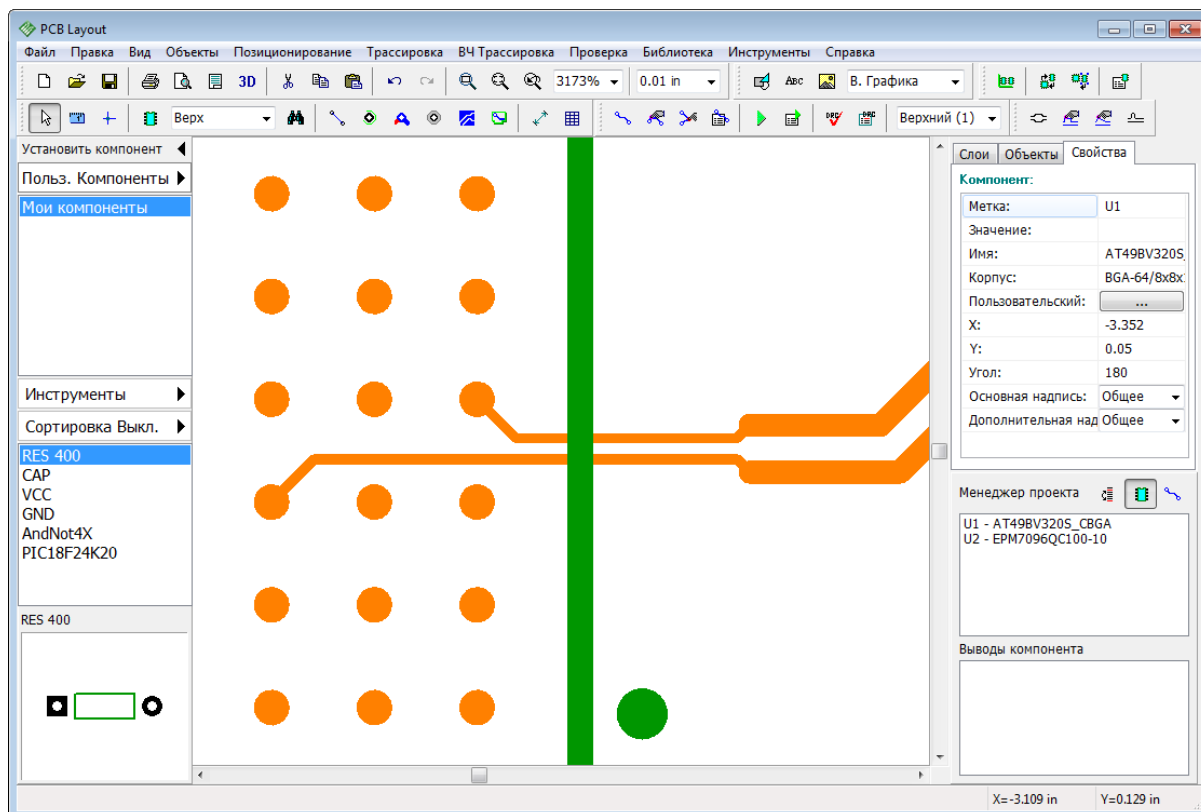 PCB Layout
Файл Правка Вид Объекты Позиционирование Трассировка ВЧ Трассировка Проверка Библиотека Инструменты Справка
3D 3173% 0.01 in ABC В. Графика
Верх DRC DRC Верхний (1)
Установить компонент
Польз. Компоненты
Мои компоненты
Инструменты
Сортировка Выкл.
RES 400
CAP
VCC
GND
AndNot4X
PIC18F24K20
RES 400
Слои Объекты Свойства
Компонент:
Метка: U1
Значение:
Имя: AT49BV320S_
Корпус: BGA-64/8x8x
Пользовательский: ...
X: -3.352
Y: 0.05
Угол: 180
Основная надпись: Общее
Дополнительная над Общее
Менеджер проекта
U1 - AT49BV320S_CBGA
U2 - EPM7096QC100-10
Выводы компонента
X=-3.109 in Y=0.129 in